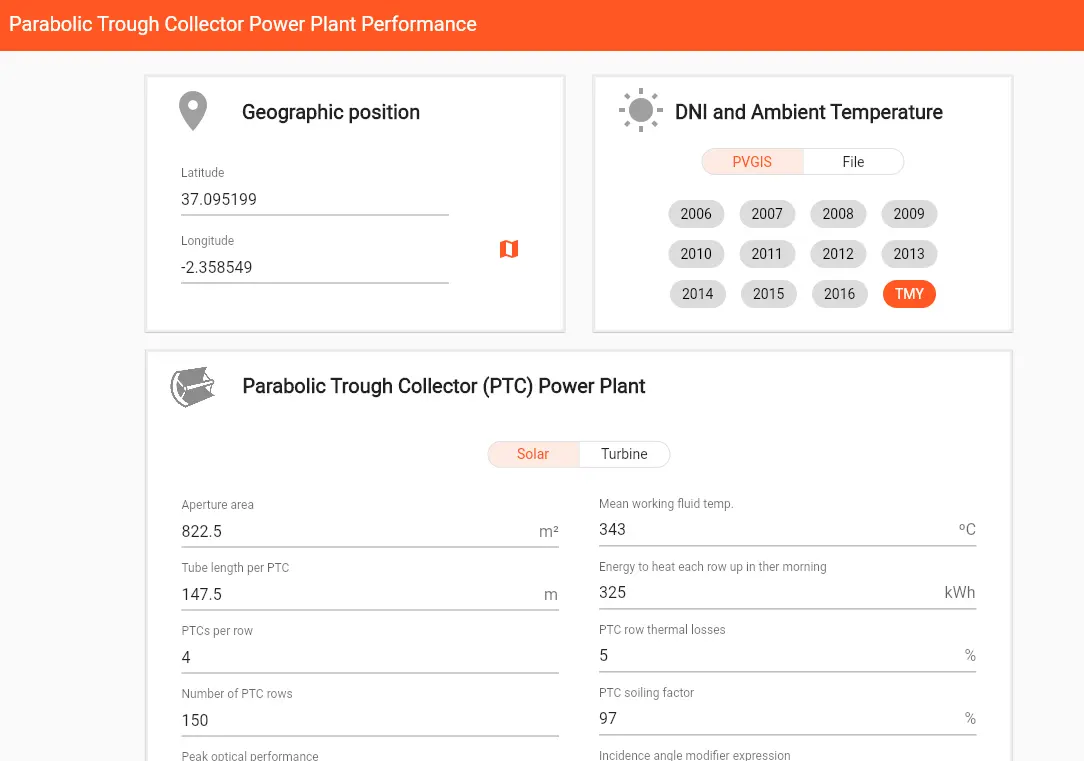 Parabolic Trough Collector Power Plant Performance
Geographic position
Latitude
37.095199
Longitude
-2.358549
DNI and Ambient Temperature
PVGIS File
2006 2007 2008 2009
2010 2011 2012 2013
2014 2015 2016 TMY
Parabolic Trough Collector (PTC) Power Plant
Solar Turbine
Aperture area
822.5 m²
Tube length per PTC
147.5 m
PTCs per row
4
Number of PTC rows
150
Peak optical performance
Mean working fluid temp.
343 ºC
Energy to heat each row up in ther morning
325 kWh
PTC row thermal losses
5 %
PTC soiling factor
97 %
Incidence angle modifier expression